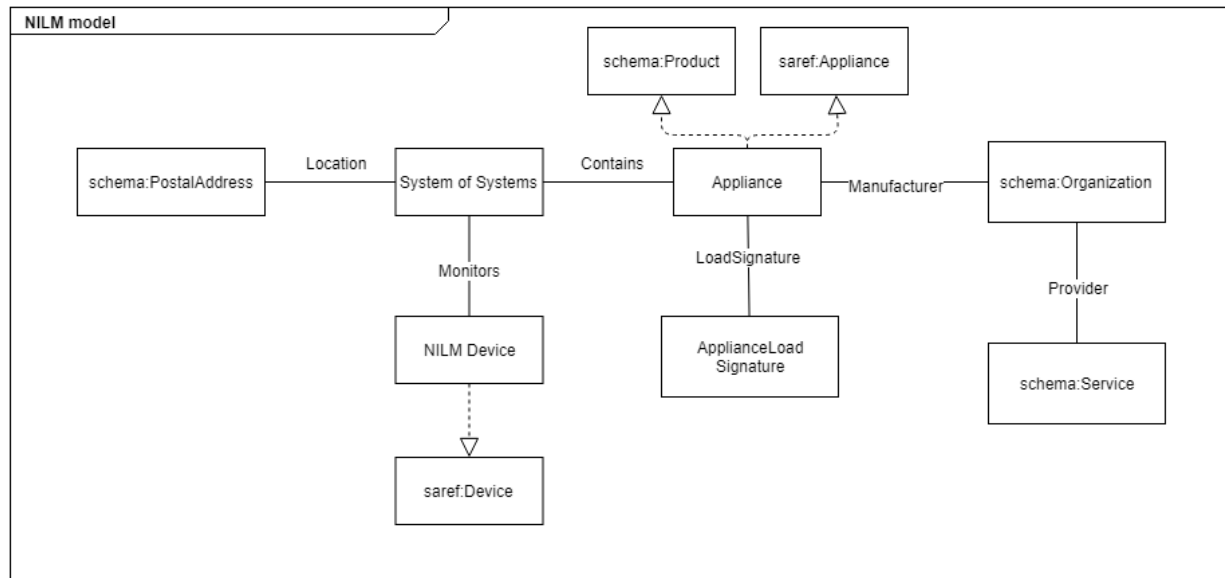 NILM model
schema:Product
saref:Appliance
schema:PostalAddress
Location
System of Systems
Contains
Appliance
Manufacturer
schema:Organization
Monitors
LoadSignature
Provider
NILM Device
ApplianceLoad
Signature
schema:Service
saref:Device